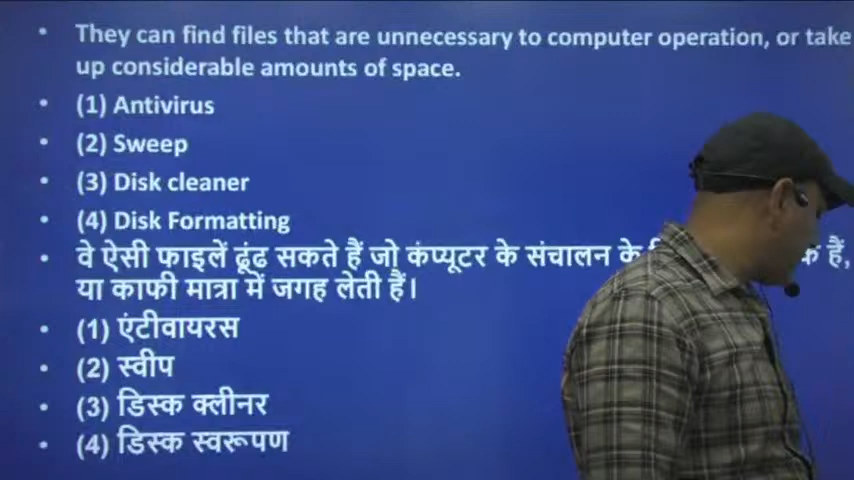 • They can find files that are unnecessary to computer operation, or take
up considerable amounts of space.
• (1) Antivirus
• (2) Sweep
• (3) Disk cleaner
• (4) Disk Formatting
• वे ऐसी फाइलें ढूंढ सकते हैं जो कंप्यूटर के संचालन के हैं,
या काफी मात्रा में जगह लेती हैं।
• (1) एंटीवायरस
• (2) स्वीप
• (3) डिस्क क्लीनर
• (4) डिस्क स्वरूपण